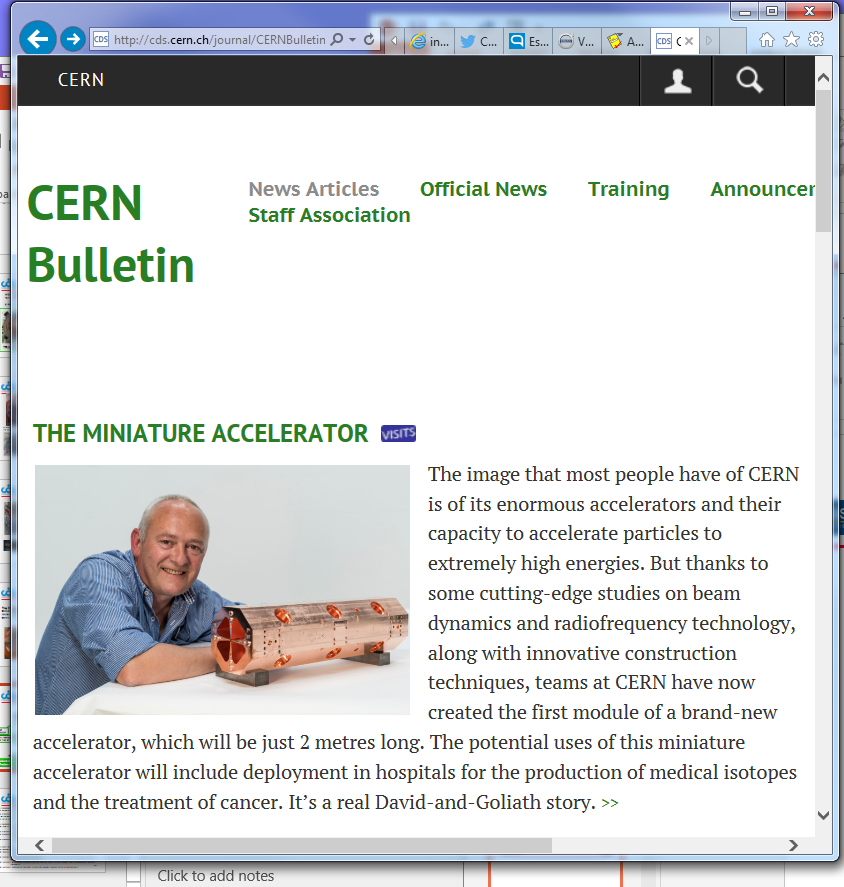 http://cds.cern.ch/journal/CERNBulletin
CDS
in...
C...
Es...
V...
A...
CDS
CERN
CERN
Bulletin
News Articles Official News Training Announcer
Staff Association
THE MINIATURE ACCELERATOR VISITS
The image that most people have of CERN
is of its enormous accelerators and their
capacity to accelerate particles to
extremely high energies. But thanks to
some cutting-edge studies on beam
dynamics and radiofrequency technology,
along with innovative construction
techniques, teams at CERN have now
created the first module of a brand-new
accelerator, which will be just 2 metres long. The potential uses of this miniature
accelerator will include deployment in hospitals for the production of medical isotopes
and the treatment of cancer. It's a real David-and-Goliath story. >>
Click to add notes